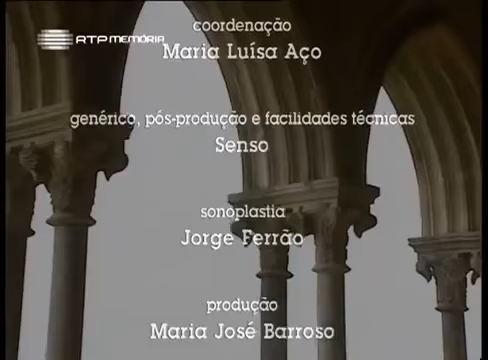 coordenação
RTP MEMÓRIA
Maria Luísa Aço
genérico, pós-produção e facilidades técnicas
Senso
sonoplastia
Jorge Ferrão
produção
Maria José Barroso